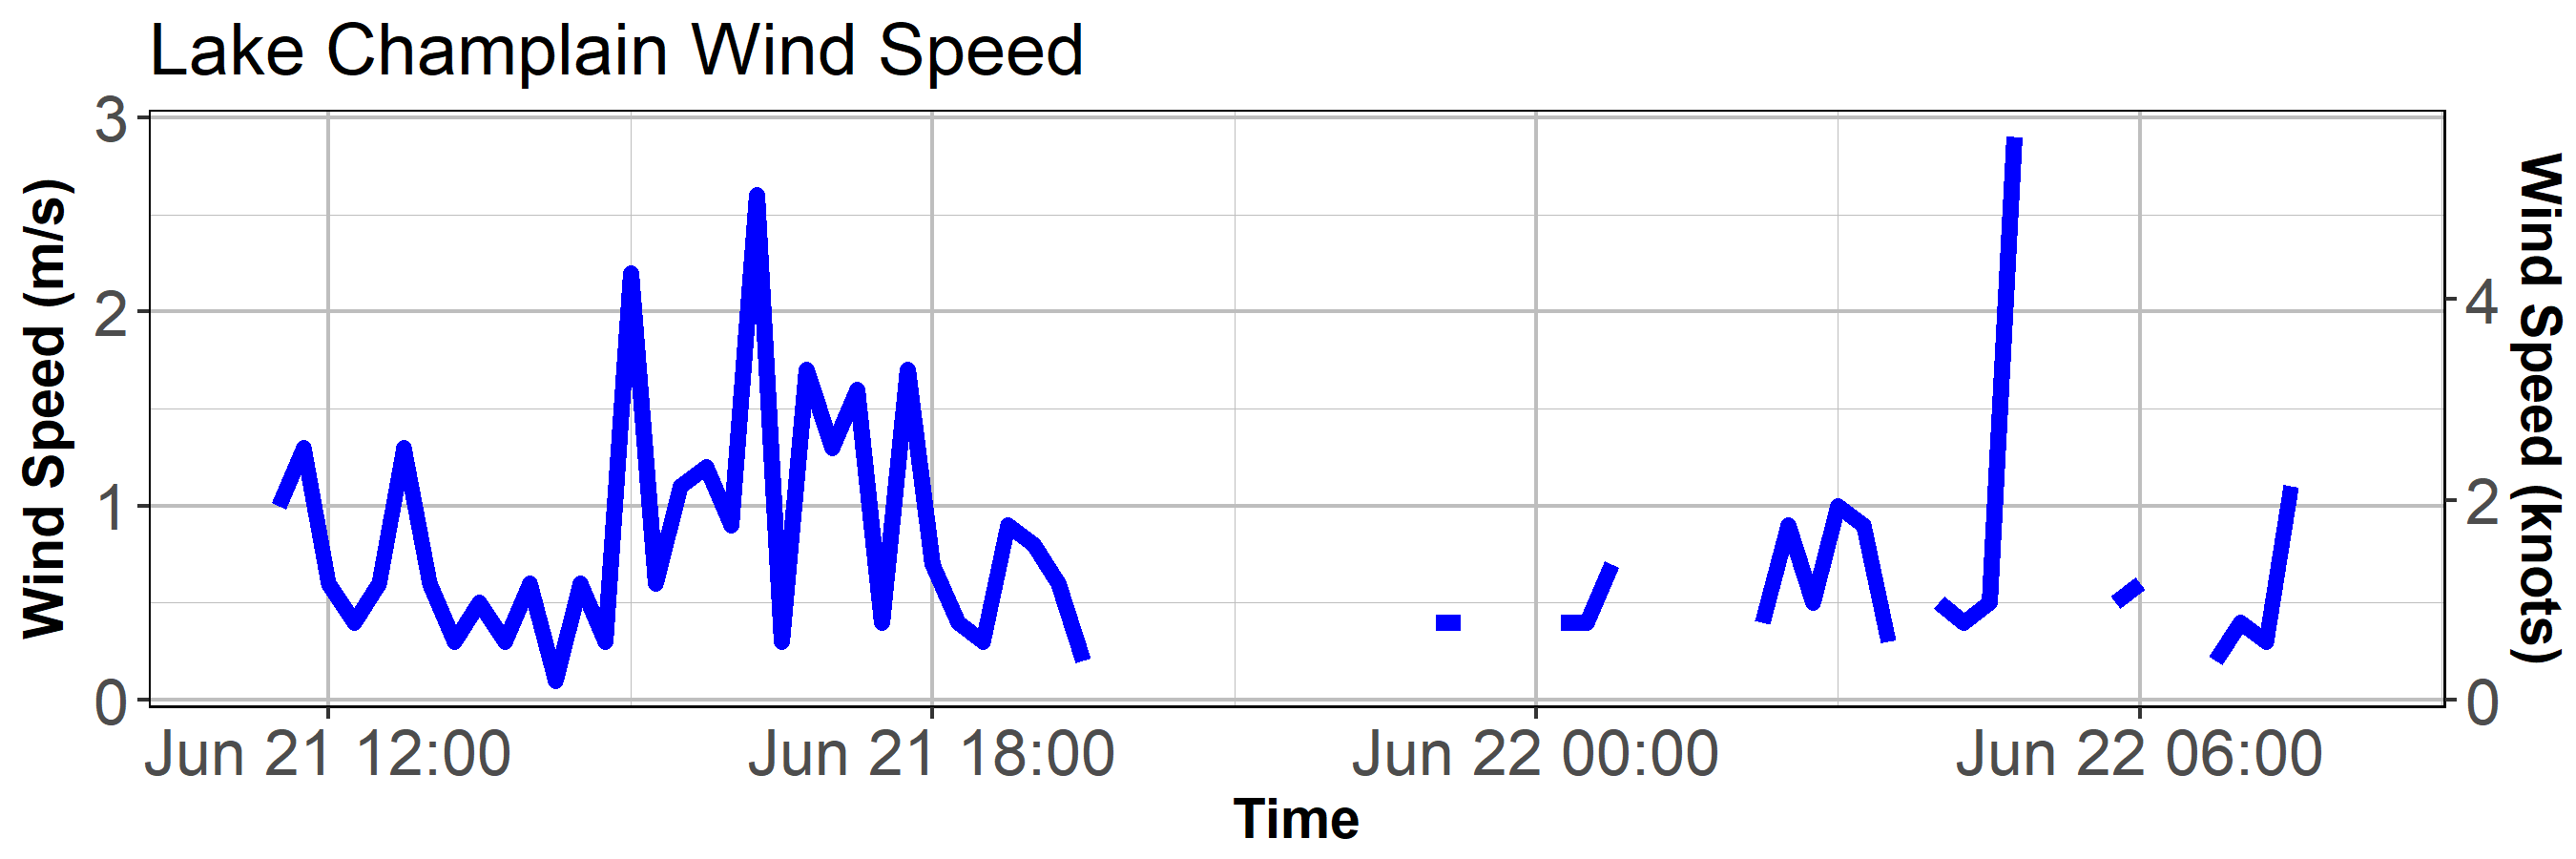 Lake Champlain Wind Speed
3
2
1
0
Wind Speed (m/s)
4
2
0
Wind Speed (knots)
Jun 21 12:00 Jun 21 18:00 Jun 22 00:00 Jun 22 06:00
Time